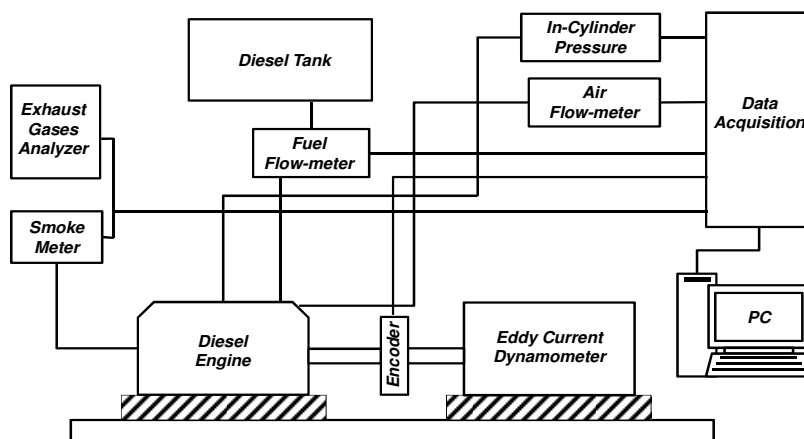 In-Cylinder
Pressure
Diesel Tank
Air
Flow-meter
Data
Acquisition
Exhaust
Gases
Analyzer
Fuel
Flow-meter
Smoke
Meter
Diesel
Engine
Encoder
Eddy Current
Dynamometer
PC